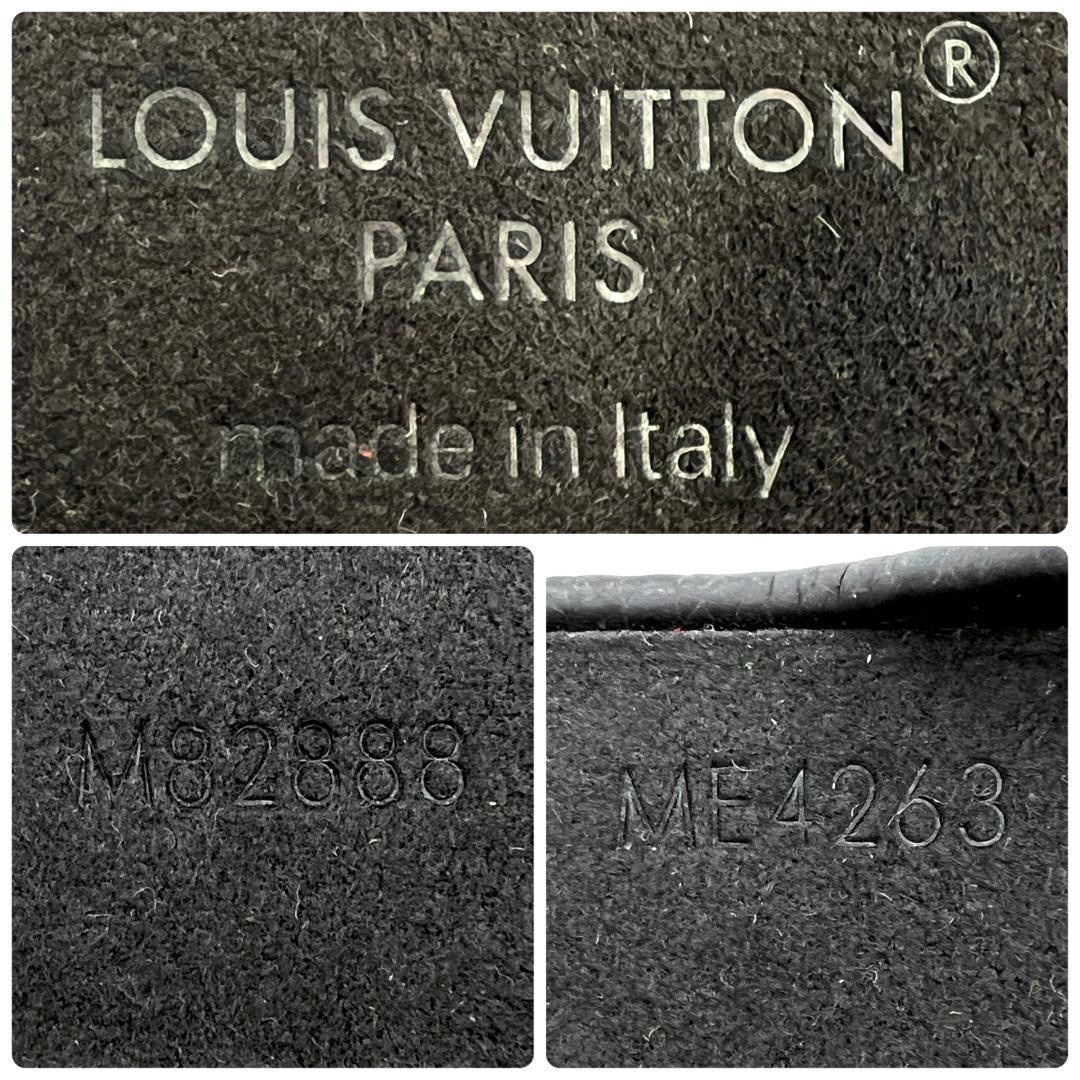 LOUIS VUITTON®
PARIS
made in Italy
M82888
ME4263